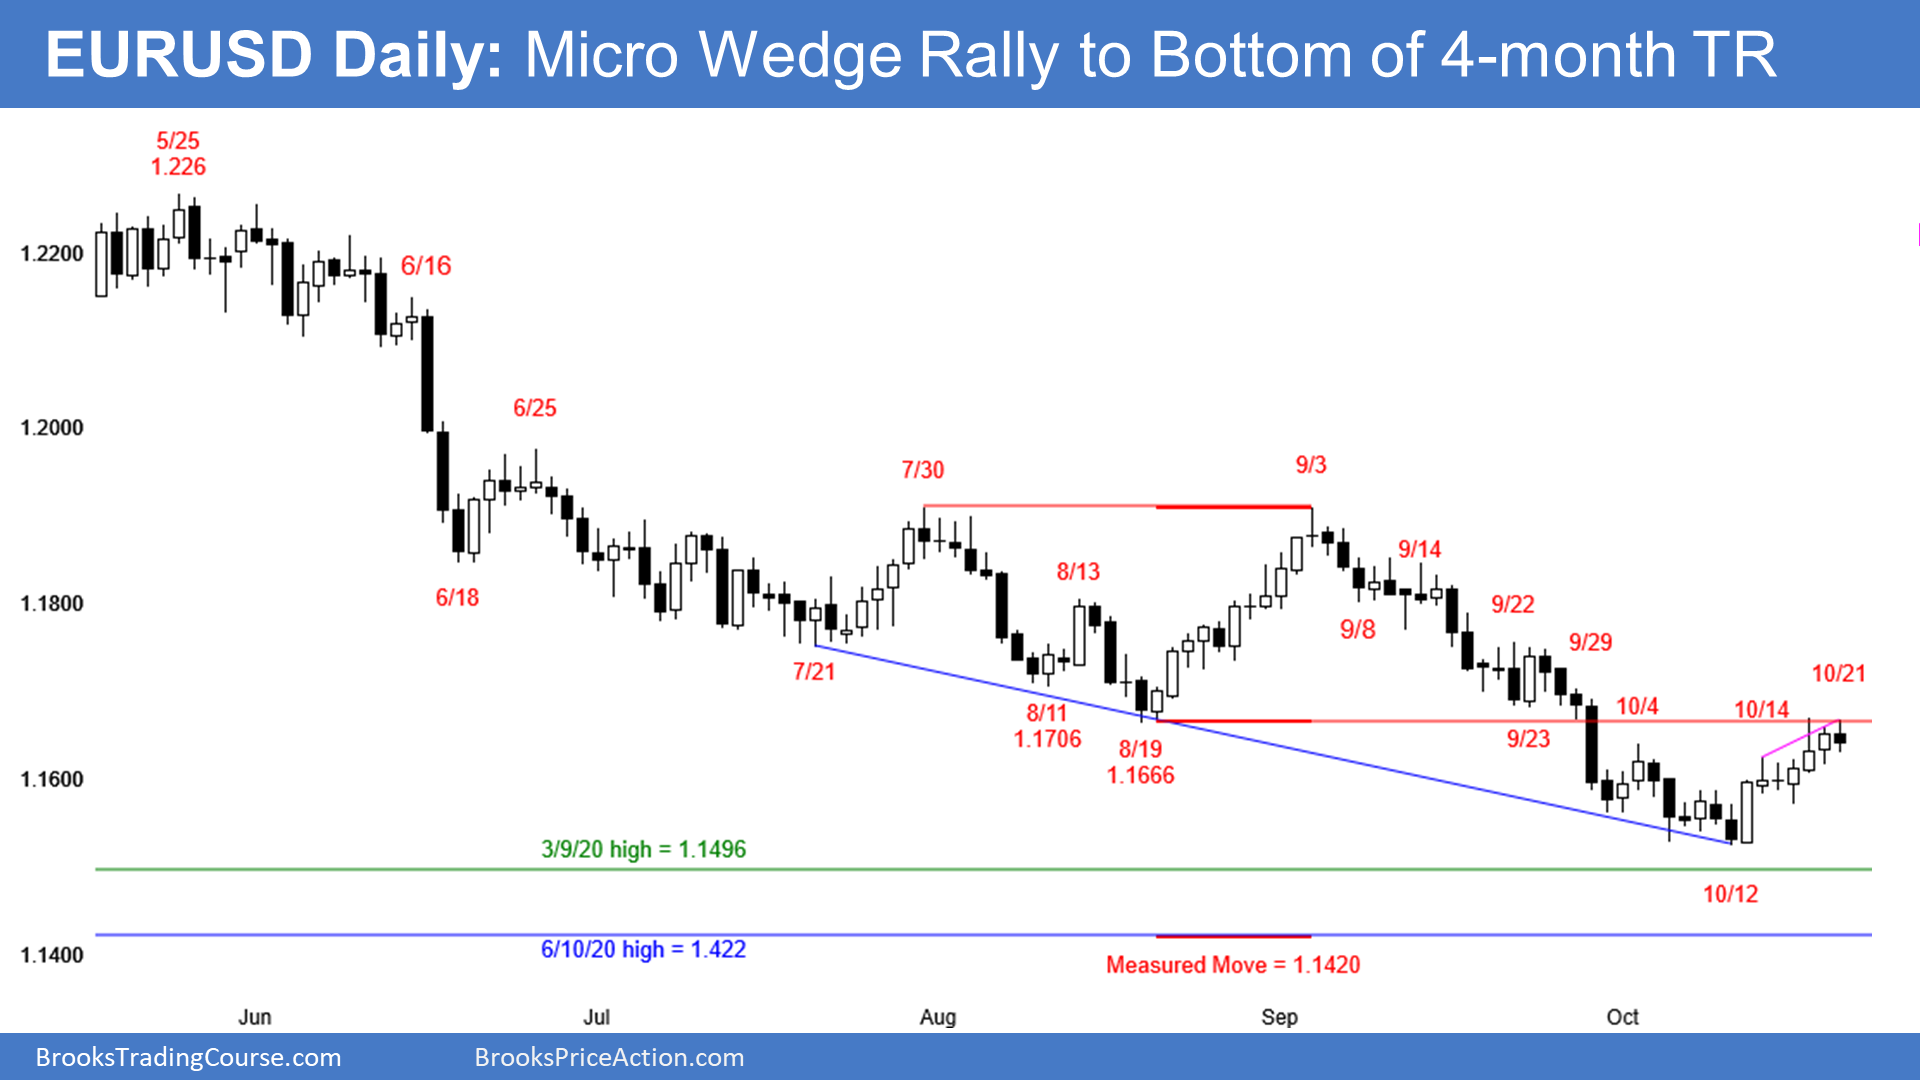 EURUSD Daily: Micro Wedge Rally to Bottom of 4-month TR
5/25
1.226
1.2200
6/16
6/25
1.2000
7/30
9/3
9/14
8/13
6/18
1.1800
9/22
9/8
9/29
7/21
10/21
10/4
10/14
8/11
1.1706
9/23
8/19
1.1666
1.1600
3/9/20 high = 1.1496
10/12
6/10/20 high = 1.422
1.1400
Measured Move = 1.1420
Jun
Jul
Aug
Sep
Oct
BrooksTradingCourse.com
BrooksPriceAction.com